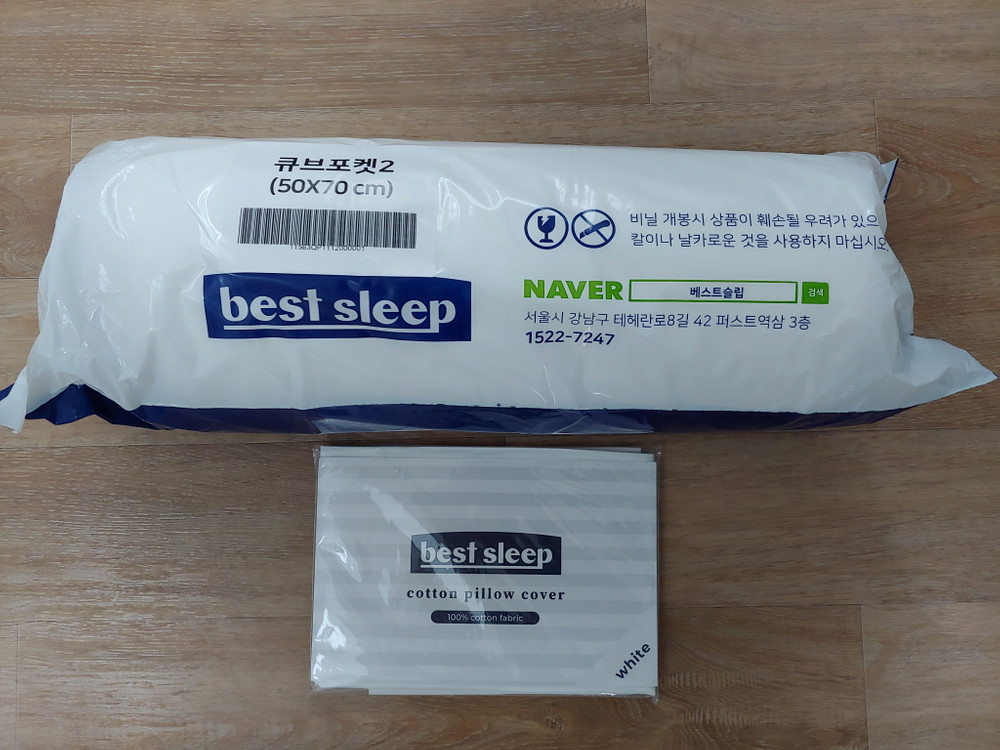 큐브포켓2
(50X70 cm)
best sleep
비닐 개봉시 상품이 훼손될 우려가 있으
칼이나 날카로운 것을 사용하지 마십시오.
NAVER 베스트슬립 검색
서울시 강남구 테헤란로8길 42 퍼스트역삼 3층
1522-7247
best sleep
cotton pillow cover
100% cotton fabric
white